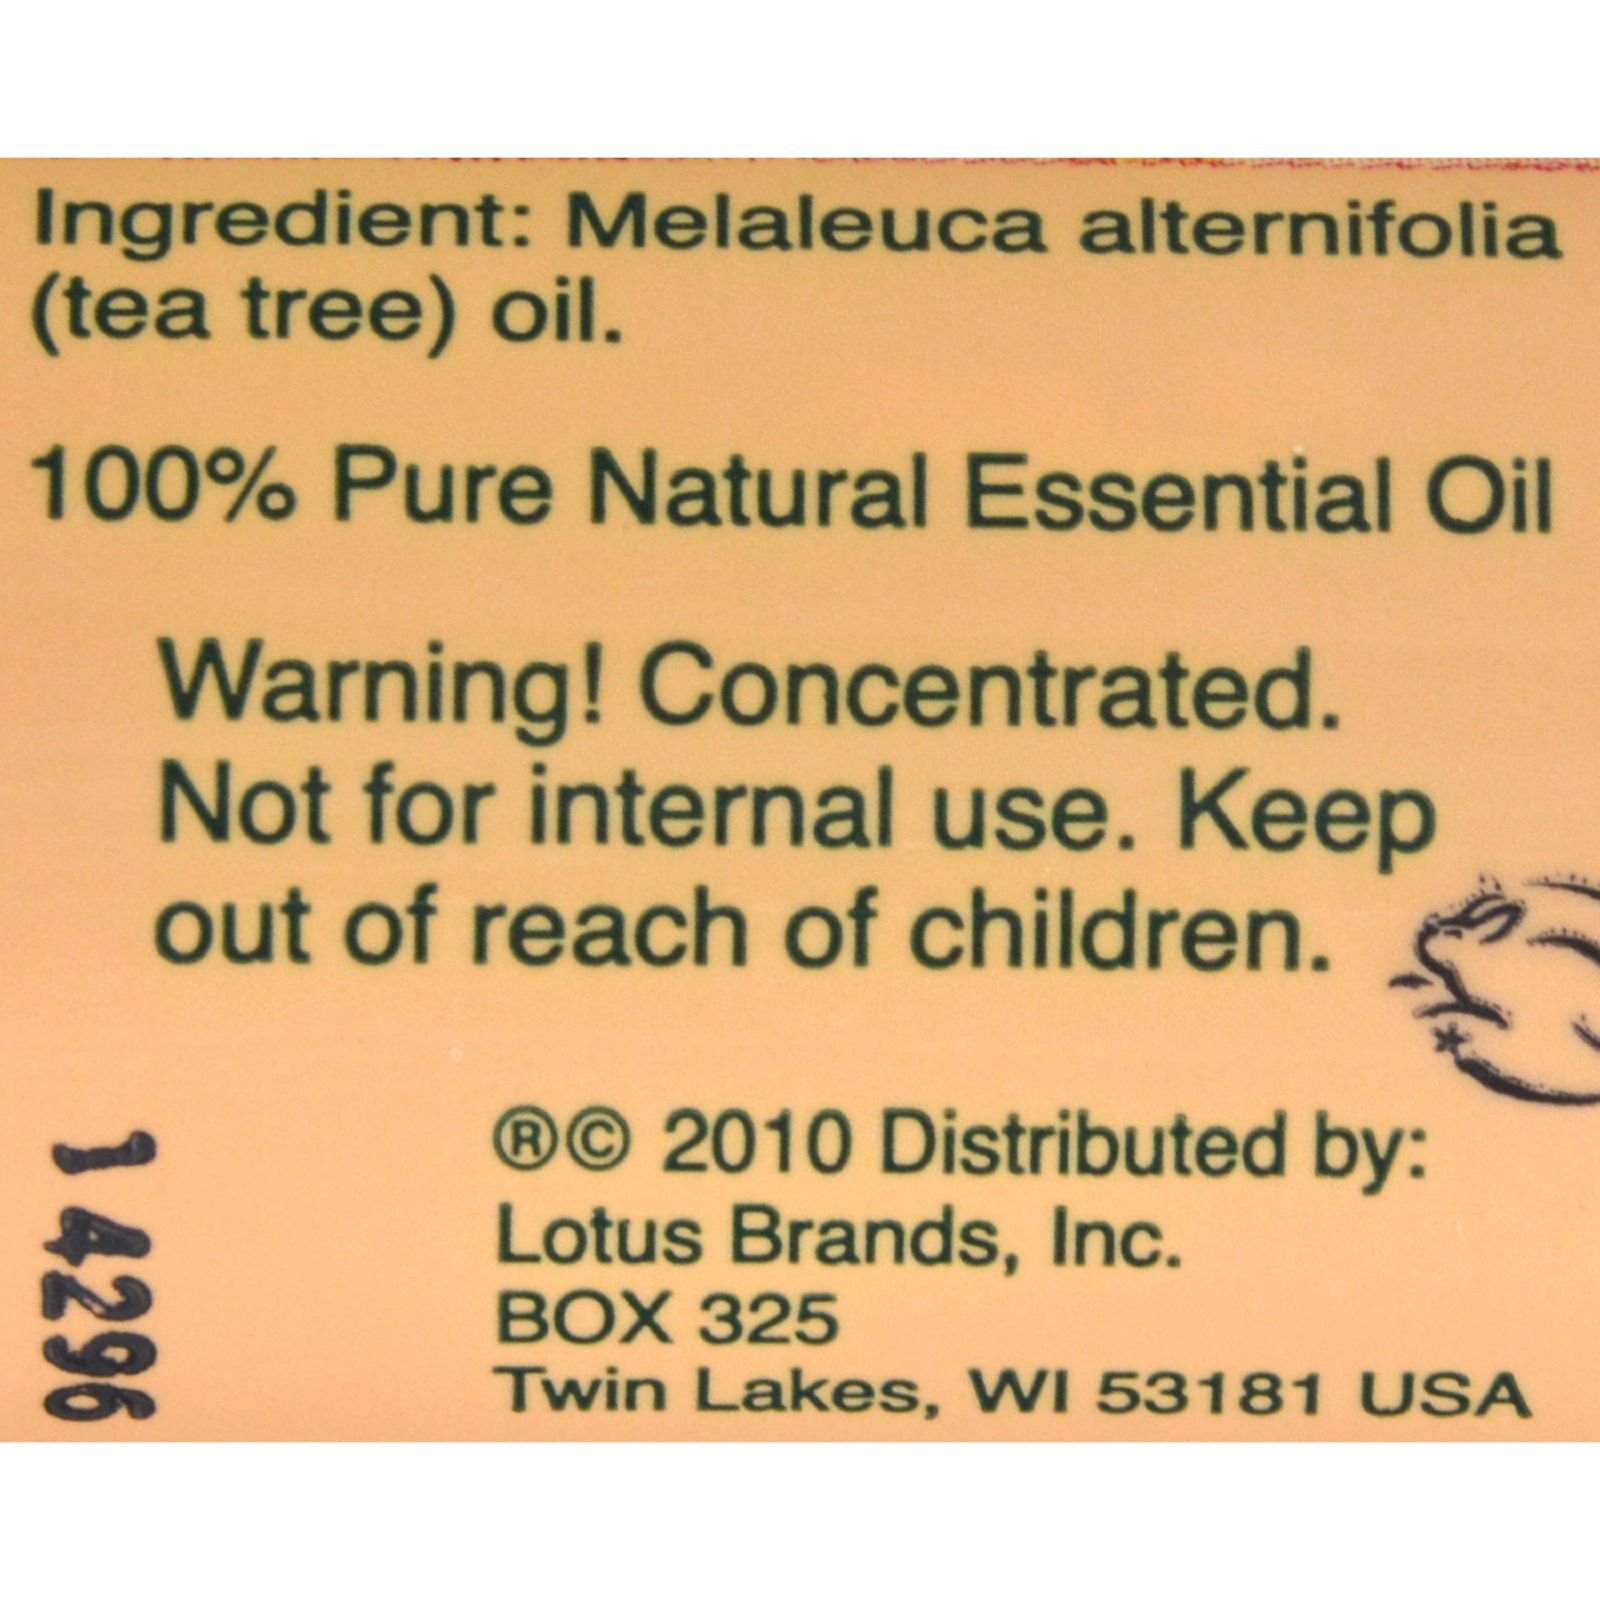 Ingredient: Melaleuca alternifolia
(tea tree) oil.
100% Pure Natural Essential Oil
Warning! Concentrated.
Not for internal use. Keep
out of reach of children.
®© 2010 Distributed by:
Lotus Brands, Inc.
BOX 325
Twin Lakes, WI 53181 USA
14296